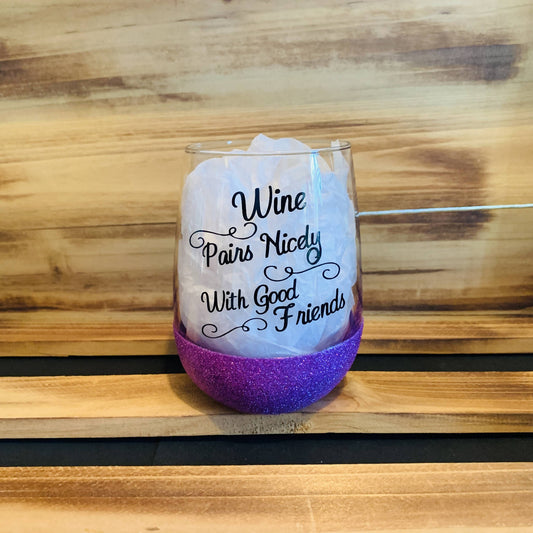 Wine
Pairs Nicely
With Good
Friends